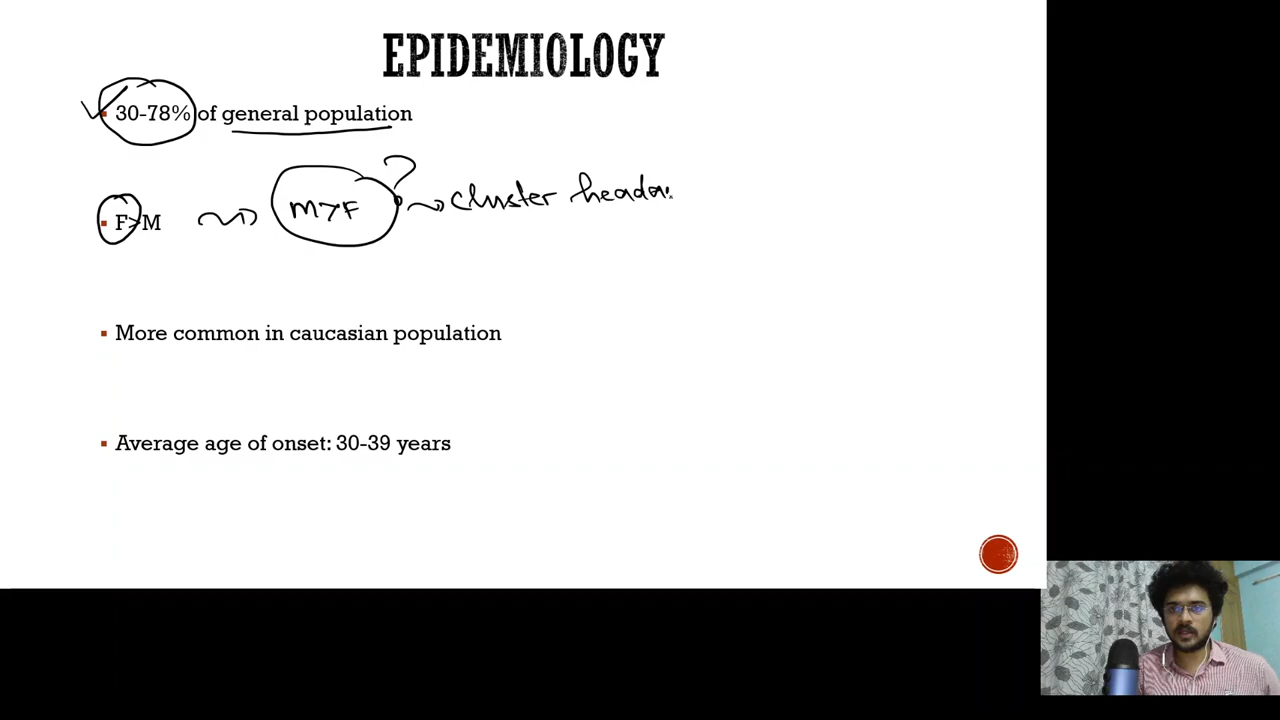 EPIDEMIOLOGY
30-78% of general population
M>F ? cluster heada
F>M
More common in caucasian population
Average age of onset: 30-39 years